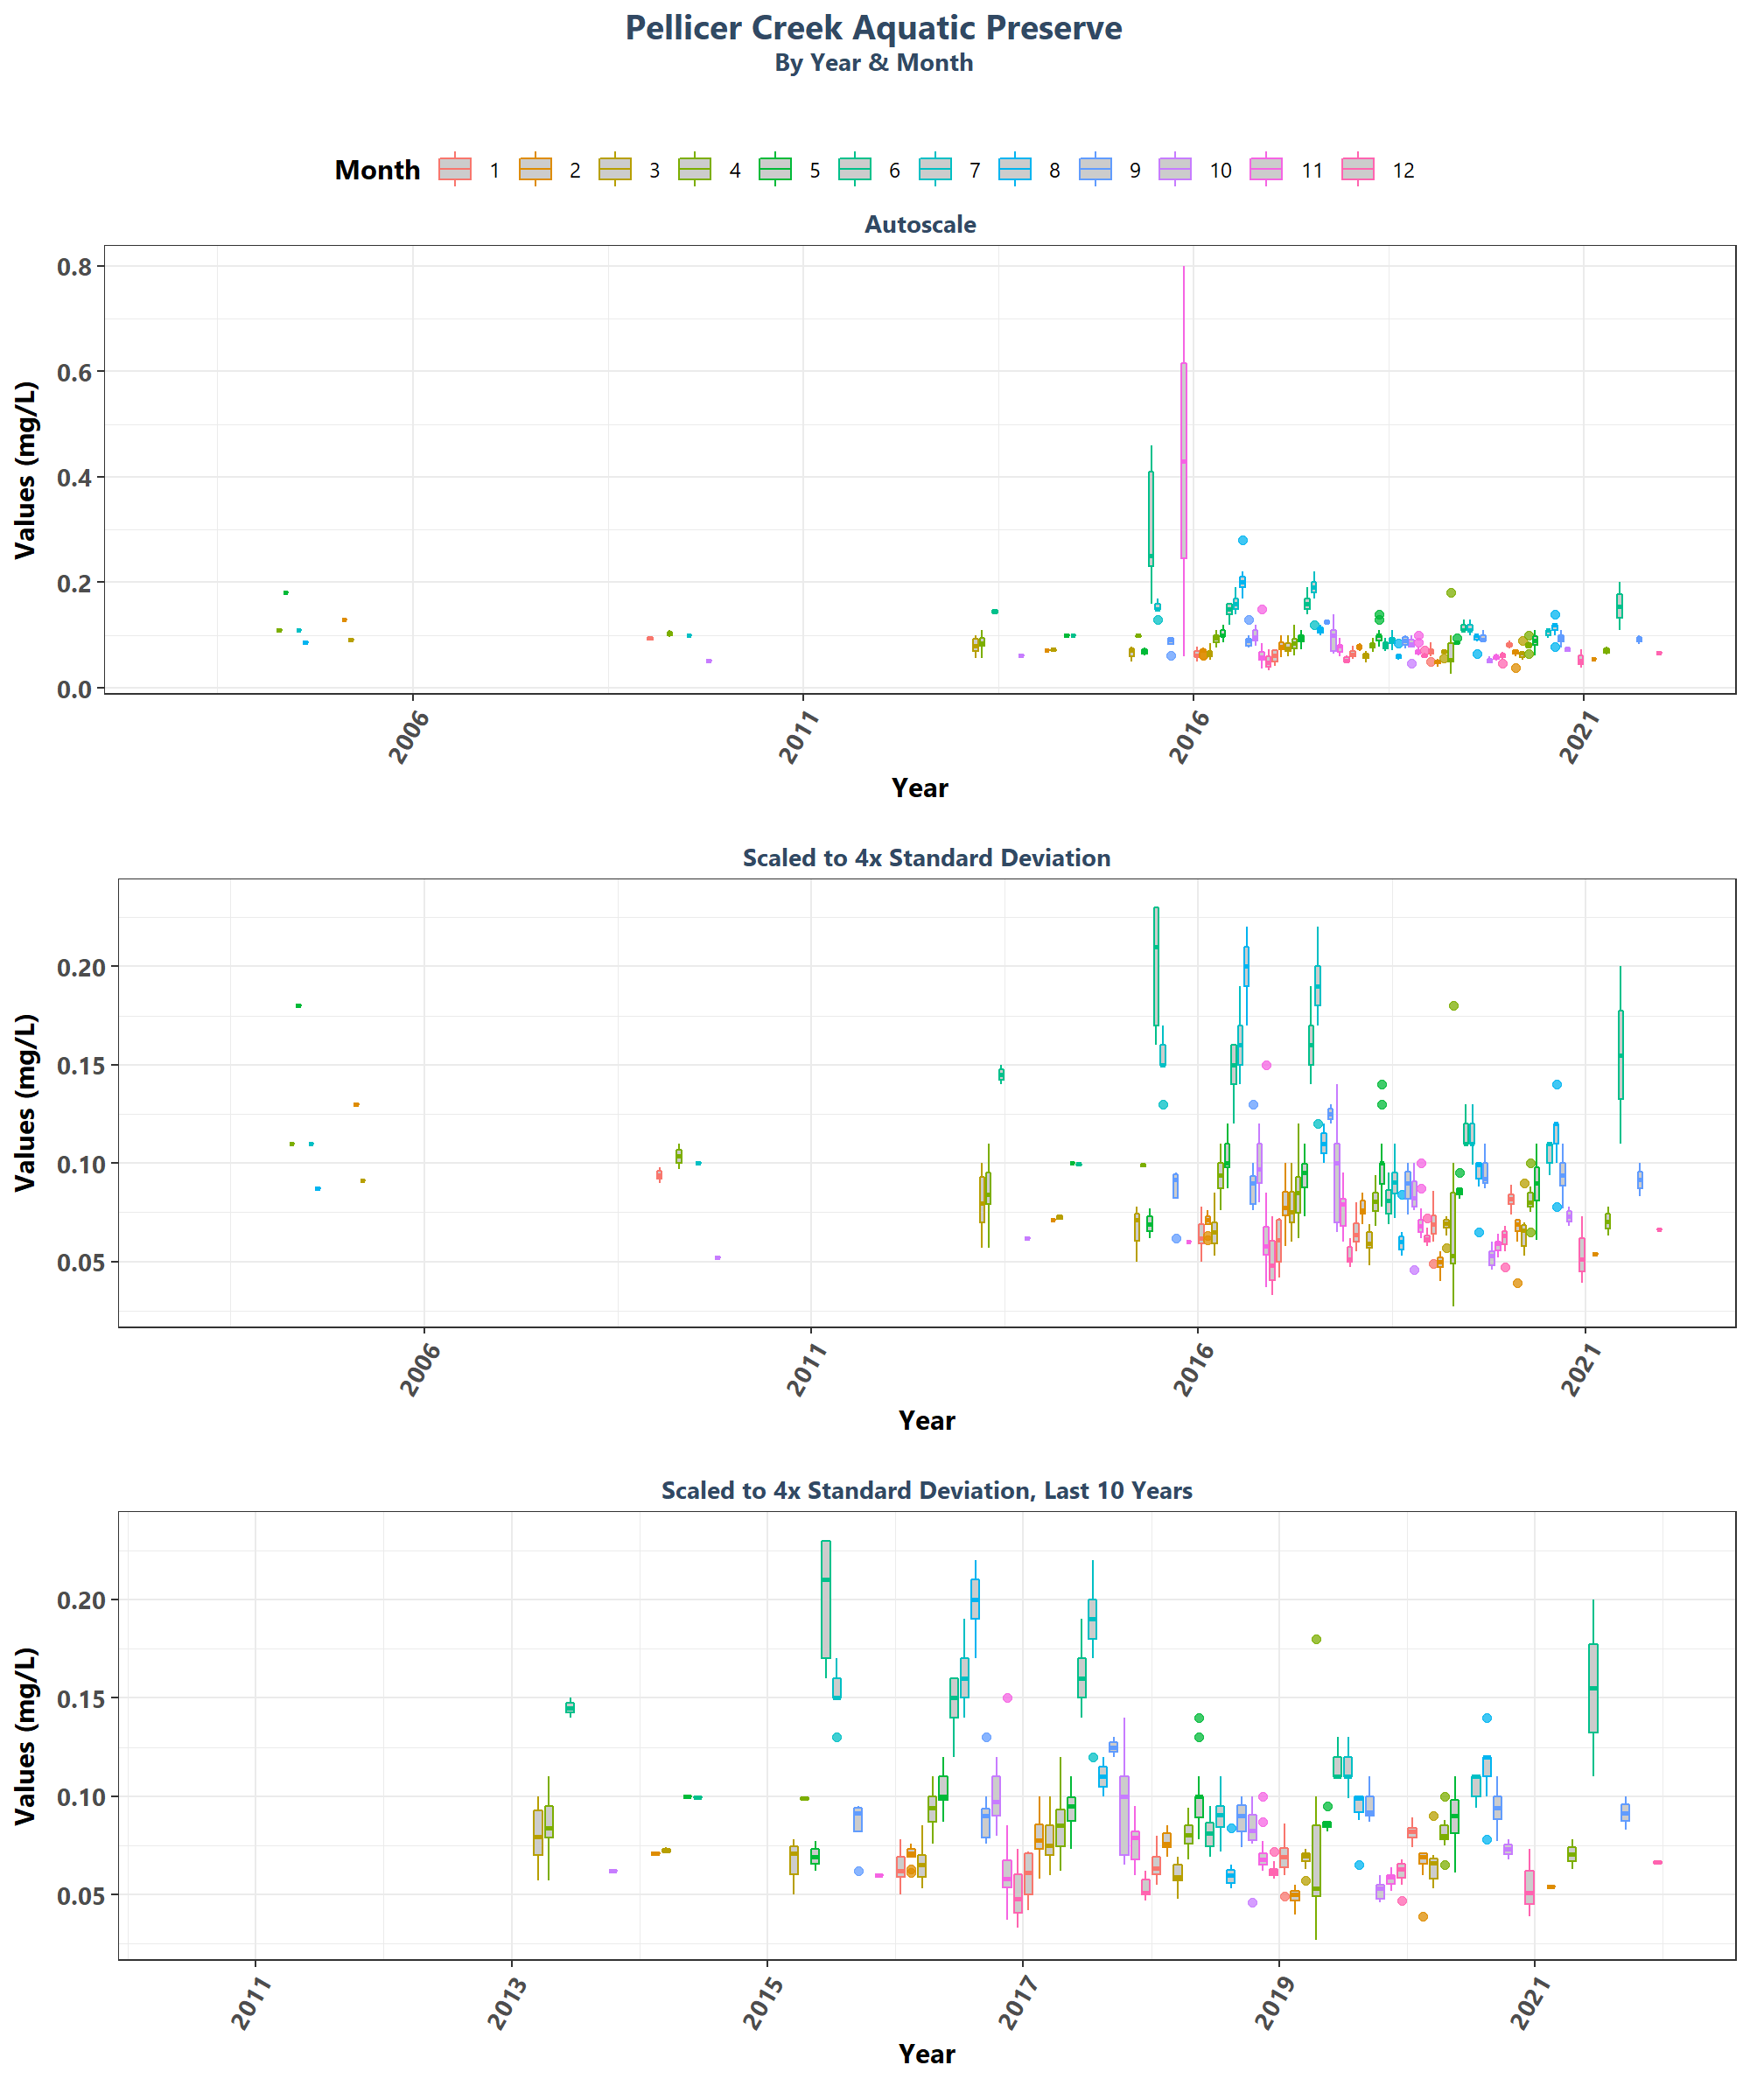 Pellicer Creek Aquatic Preserve
By Year & Month
Month 1 2 3 4 5 6 7 8 9 10 11 12
Autoscale
Values (mg/L)
0.8
0.6
0.4
0.2
0.0
2006 2011 2016 2021
Year
Scaled to 4x Standard Deviation
Values (mg/L)
0.20
0.15
0.10
0.05
2006 2011 2016 2021
Year
Scaled to 4x Standard Deviation, Last 10 Years
Values (mg/L)
0.20
0.15
0.10
0.05
2011 2013 2015 2017 2019 2021
Year